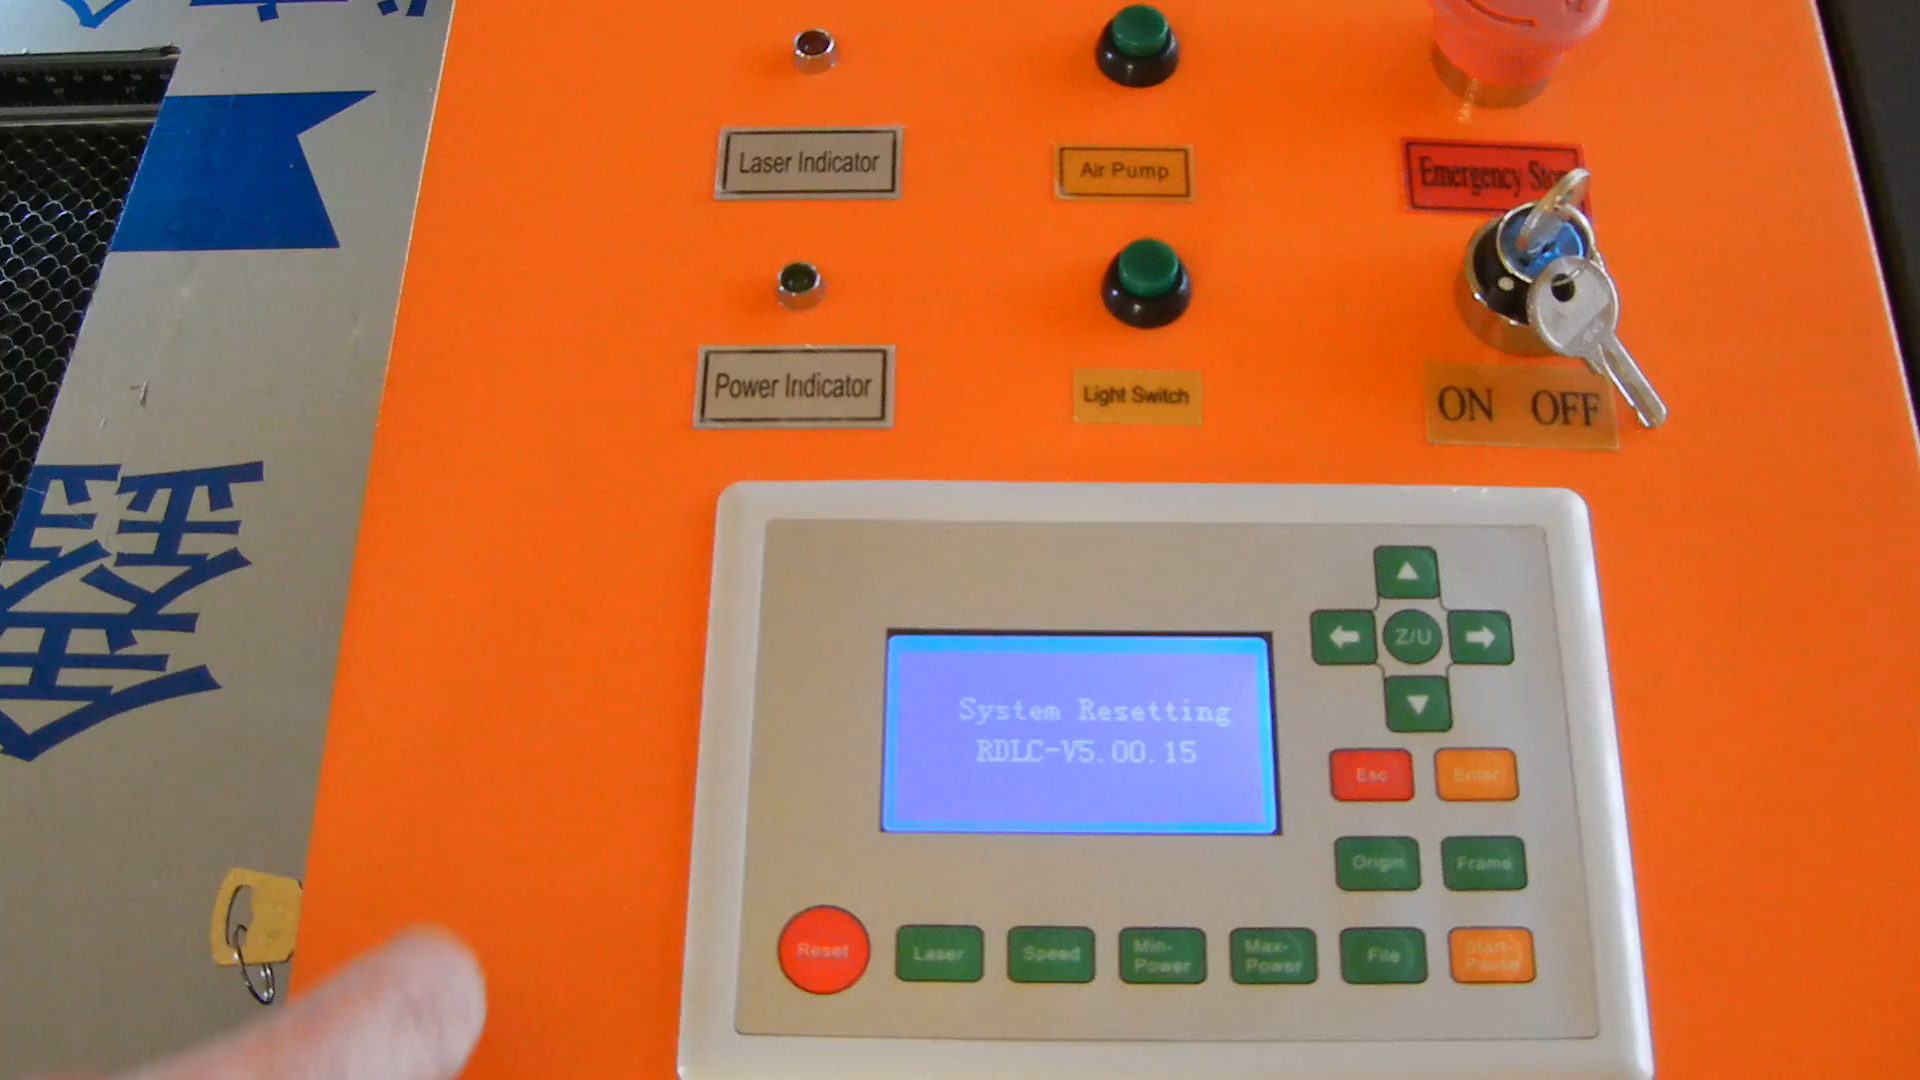 Laser Indicator
Air Pump
Emergency Stop
Power Indicator
Light Switch
ON OFF
System Resetting
RDLC-V5.00.15
Z/U
Esc
Enter
Origin
Frame
Reset
Laser
Speed
Min-
Power
Max-
Power
File
Start-
Pause